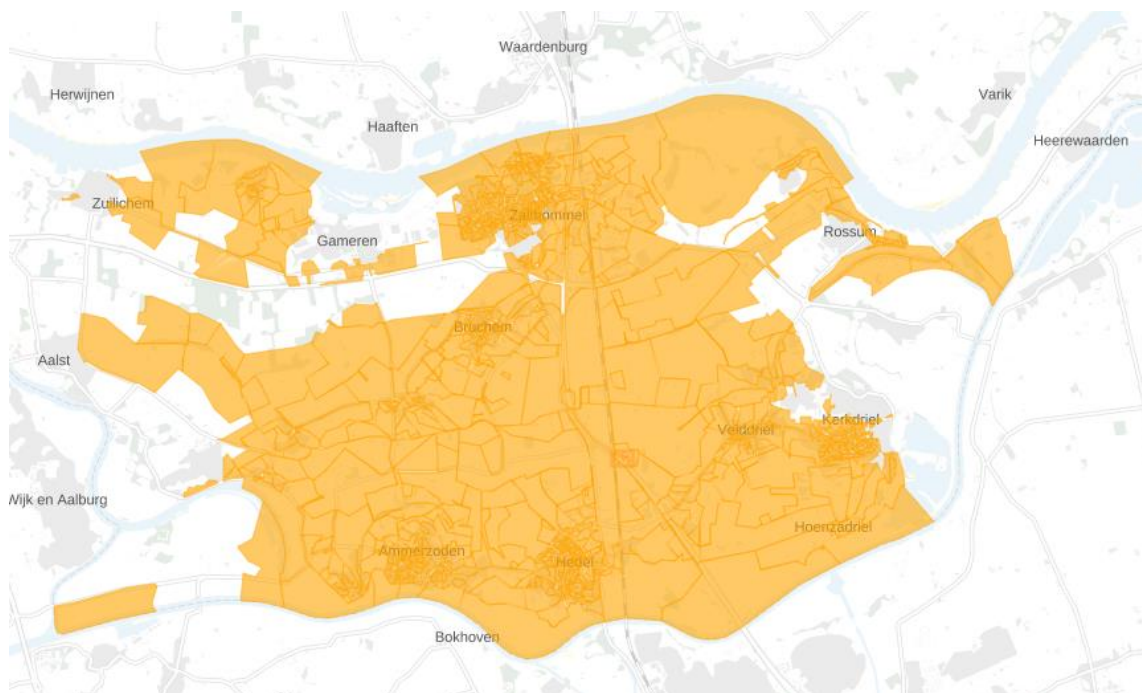 Waardenburg
Herwijnen
Varik
Haaften
Heerewaarden
Zuilichem
Zaltbommel
Gameren
Rossum
Bruchem
Aalst
Kerkdriel
Velddriel
Wijk en Aalburg
Hoenzadriel
Ammerzoden
Hedel
Bokhoven